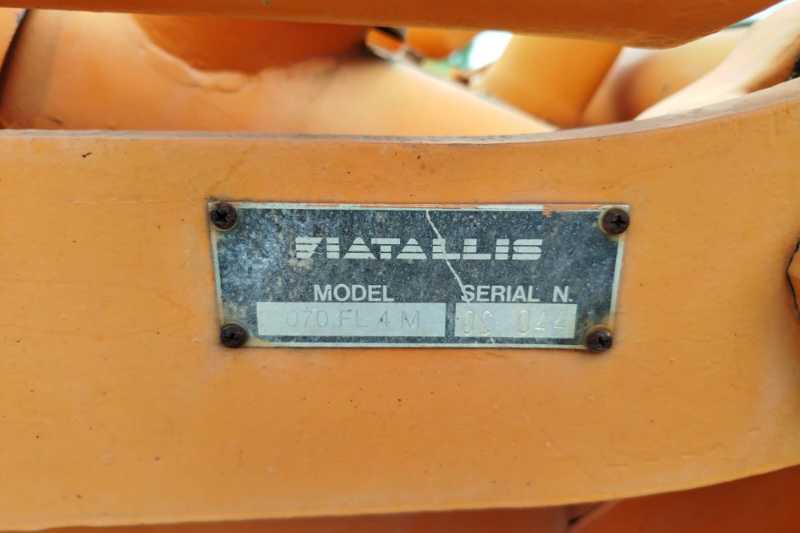 FIATALLIS
MODEL SERIAL N.
070 FL 4 M 044